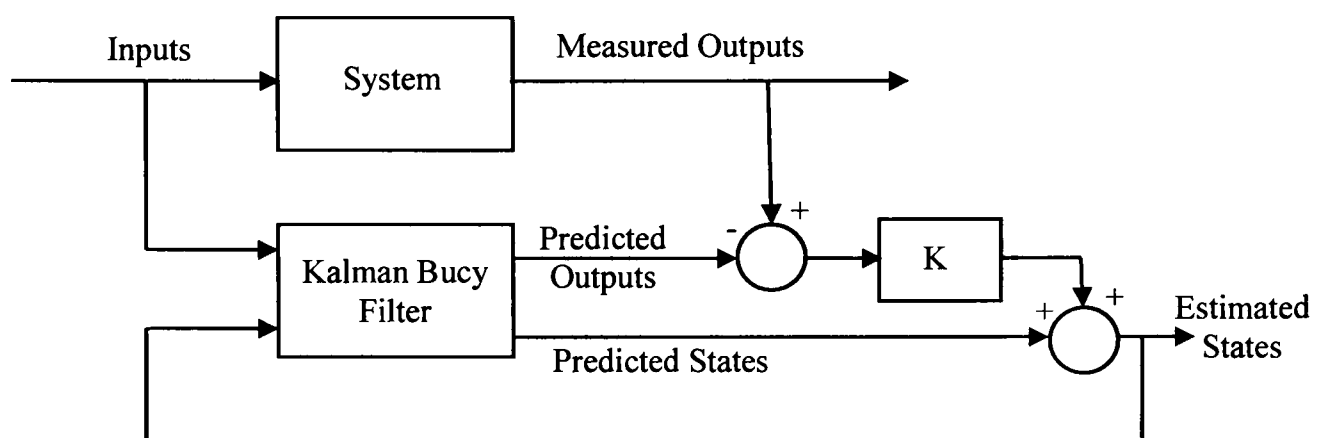 Inputs
Measured Outputs
System
+
-
Predicted
Outputs
K
Kalman Bucy
Filter
+
+
Estimated
States
Predicted States